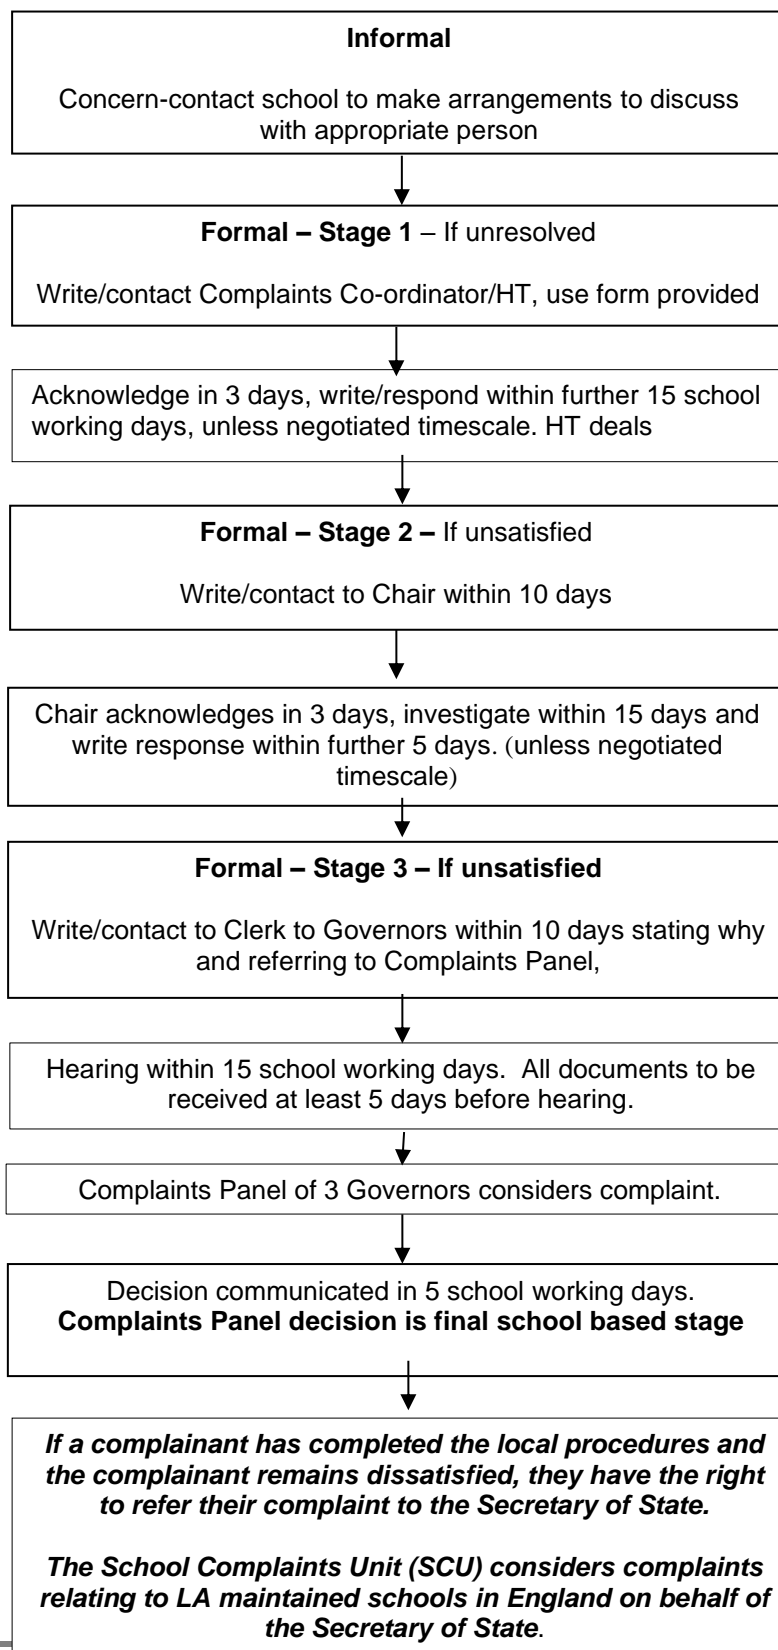 Informal
Concern-contact school to make arrangements to discuss
with appropriate person
Formal – Stage 1 – If unresolved
Write/contact Complaints Co-ordinator/HT, use form provided
Acknowledge in 3 days, write/respond within further 15 school
working days, unless negotiated timescale. HT deals
Formal – Stage 2 – If unsatisfied
Write/contact to Chair within 10 days
Chair acknowledges in 3 days, investigate within 15 days and
write response within further 5 days. (unless negotiated
timescale)
Formal – Stage 3 – If unsatisfied
Write/contact to Clerk to Governors within 10 days stating why
and referring to Complaints Panel,
Hearing within 15 school working days.  All documents to be
received at least 5 days before hearing.
Complaints Panel of 3 Governors considers complaint.
Decision communicated in 5 school working days.
Complaints Panel decision is final school based stage
If a complainant has completed the local procedures and
the complainant remains dissatisfied, they have the right
to refer their complaint to the Secretary of State.
The School Complaints Unit (SCU) considers complaints
relating to LA maintained schools in England on behalf of
the Secretary of State.